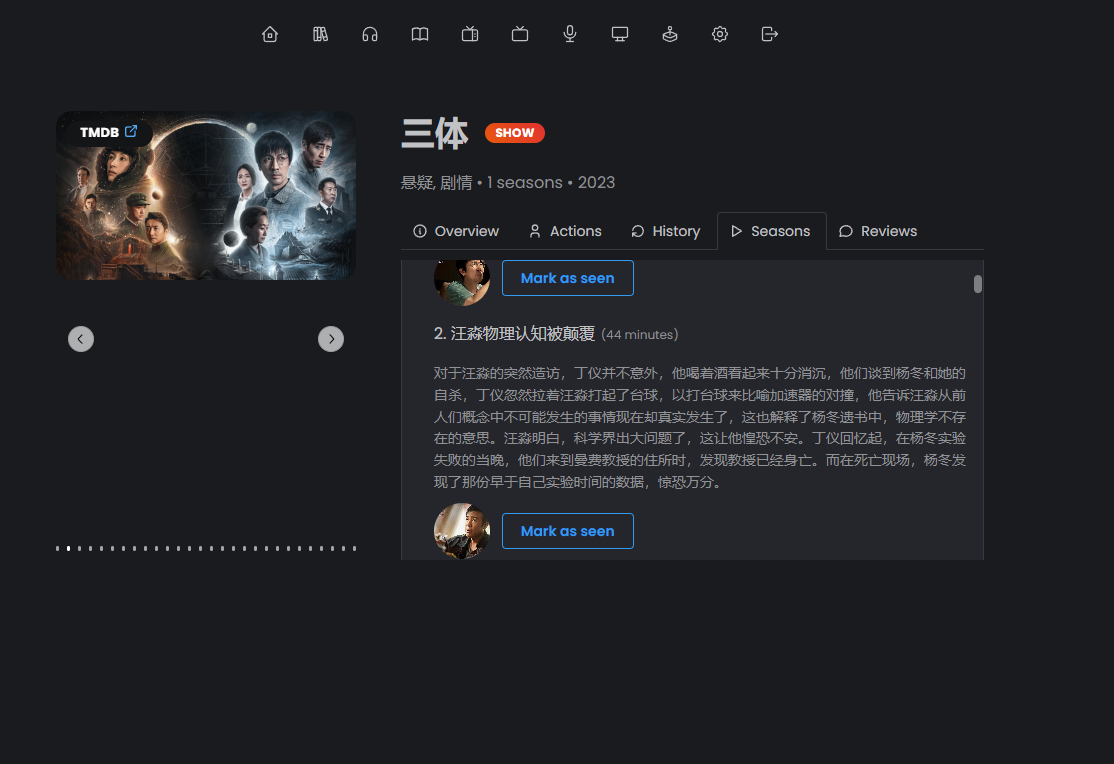 TMDB
三体 SHOW
悬疑, 剧情 • 1 seasons • 2023
Overview Actions History Seasons Reviews
Mark as seen
2. 汪淼物理认知被颠覆 (44 minutes)
对于汪淼的突然造访，丁仪并不意外，他喝着酒看起来十分消沉，他们谈到杨冬和她的
自杀，丁仪忽然拉着汪淼打起了台球，以打台球来比喻加速器的对撞，他告诉汪淼从前
人们概念中不可能发生的事情现在却真实发生了，这也解释了杨冬遗书中，物理学不存
在的意思。汪淼明白，科学界出大问题了，这让他惶恐不安。丁仪回忆起，在杨冬实验
失败的当晚，他们来到曼费教授的住所时，发现教授已经身亡。而在死亡现场，杨冬发
现了那份早于自己实验时间的数据，惊恐万分。
Mark as seen